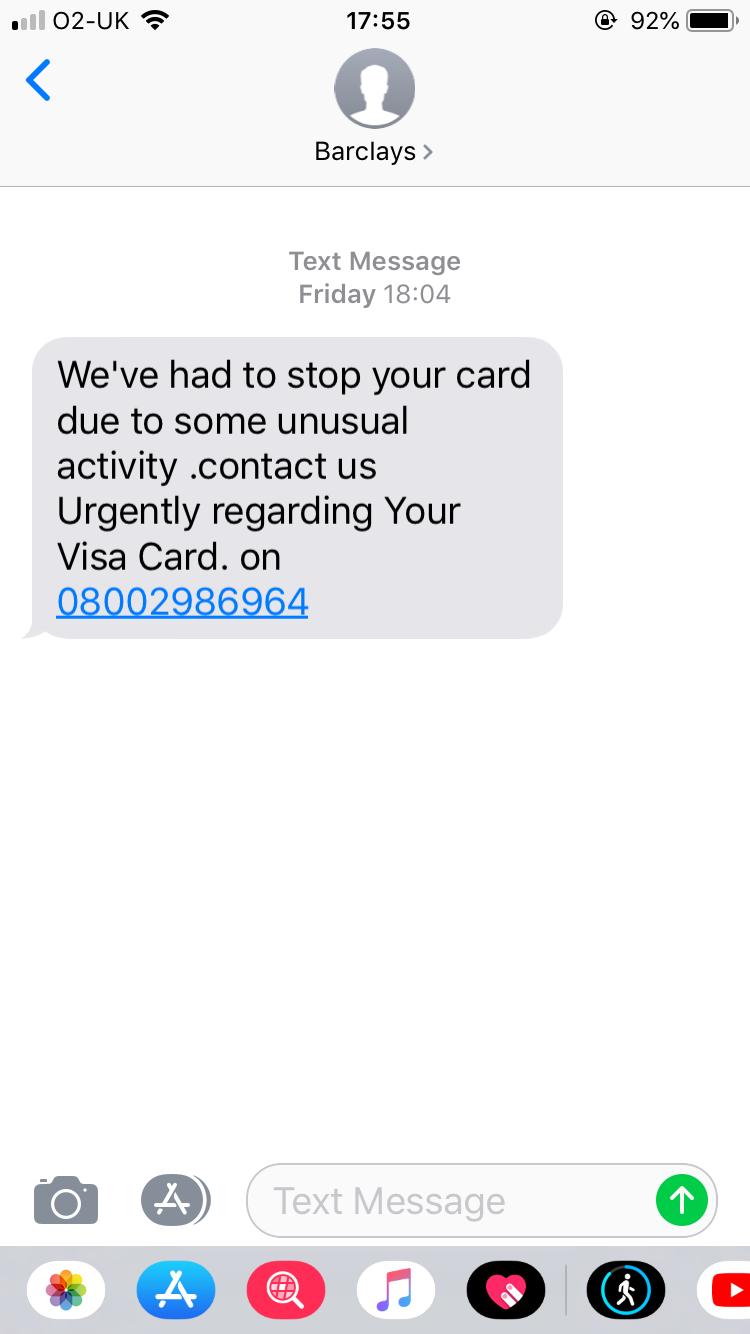 O2-UK 17:55 92%
Barclays
Text Message
Friday 18:04
We've had to stop your card
due to some unusual
activity .contact us
Urgently regarding Your
Visa Card. on
08002986964
Text Message